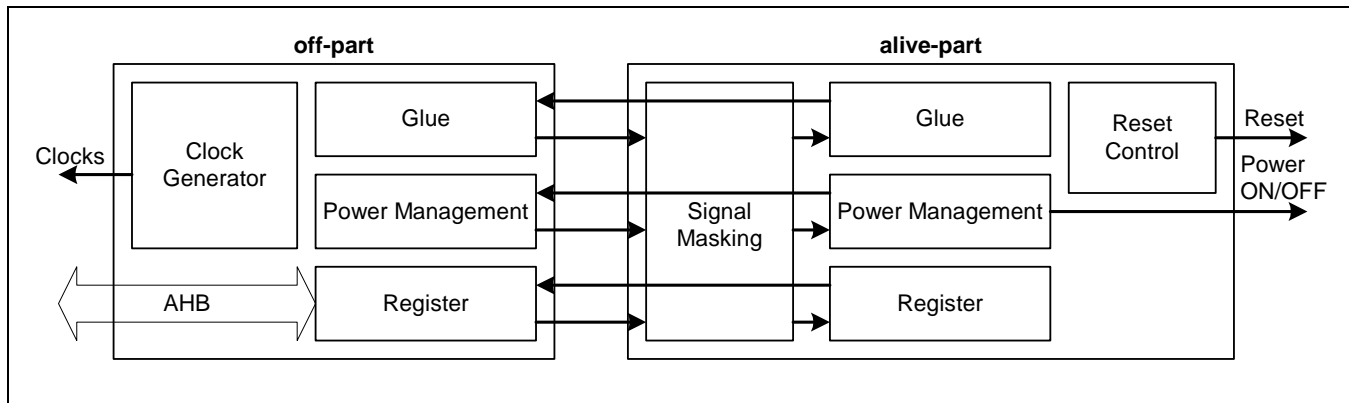 off-part
alive-part
Clocks
Clock
Generator
Glue
Power Management
AHB
Register
Signal
Masking
Glue
Power Management
Register
Reset
Control
Reset
Power
ON/OFF